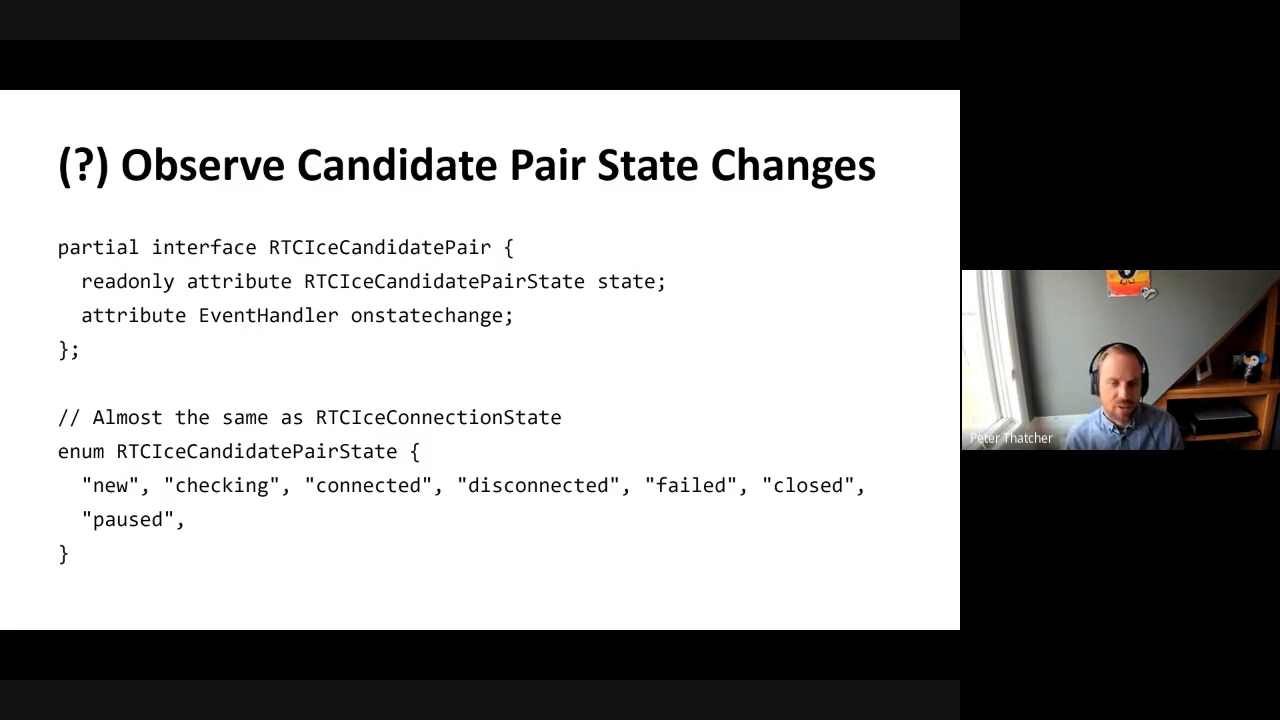 (?) Observe Candidate Pair State Changes
partial interface RTCIceCandidatePair {
readonly attribute RTCIceCandidatePairState state;
attribute EventHandler onstatechange;
};
// Almost the same as RTCIceConnectionState
enum RTCIceCandidatePairState {
"new", "checking", "connected", "disconnected", "failed", "closed",
"paused",
}
Peter Thatcher